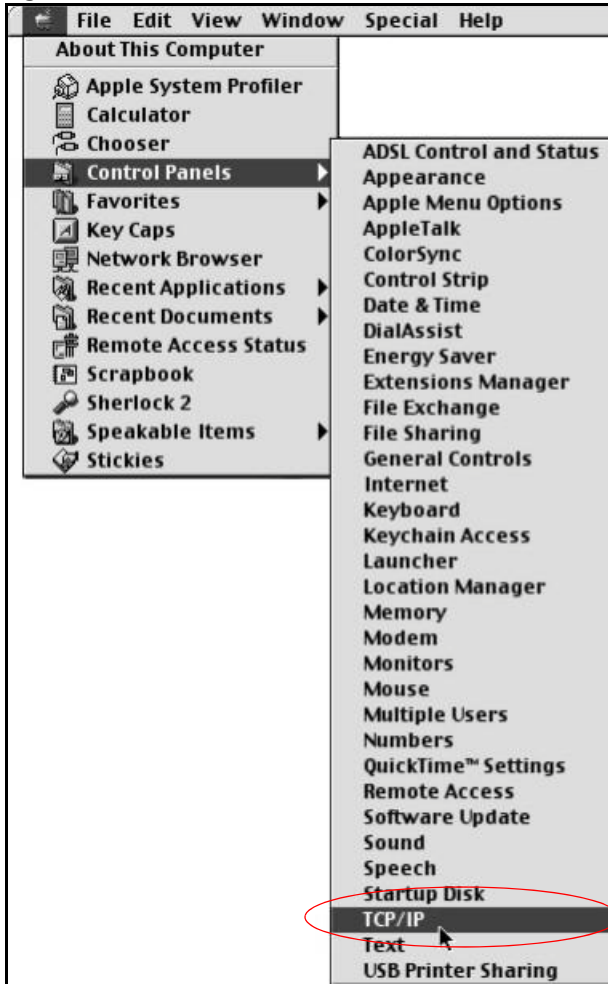 File Edit View Window Special Help
About This Computer
Apple System Profiler
Calculator
Chooser
Control Panels
Favorites
Key Caps
Network Browser
Recent Applications
Recent Documents
Remote Access Status
Scrapbook
Sherlock 2
Speakable Items
Stickies
ADSL Control and Status
Appearance
Apple Menu Options
AppleTalk
ColorSync
Control Strip
Date & Time
DialAssist
Energy Saver
Extensions Manager
File Exchange
File Sharing
General Controls
Internet
Keyboard
Keychain Access
Launcher
Location Manager
Memory
Modem
Monitors
Mouse
Multiple Users
Numbers
QuickTime™ Settings
Remote Access
Software Update
Sound
Speech
Startup Disk
TCP/IP
Text
USB Printer Sharing